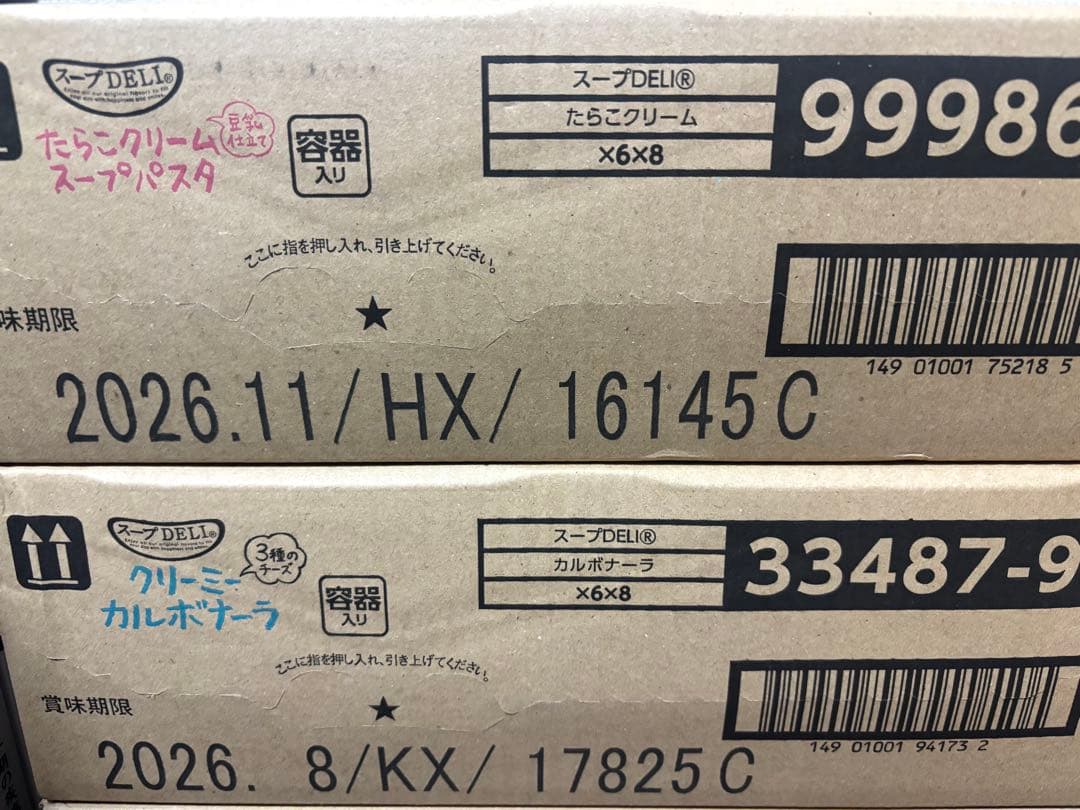 スープDELI®
たらこクリーム
豆乳
仕立て
スープパスタ
容器
入り
スープDELI®
たらこクリーム
×6×8
99986
ここに指を押し入れ、引き上げてください。
★
味期限
149 01001 75218 5
2026.11/HX/ 16145C
スープDELI®
3種の
チーズ
クリーミー
カルボナーラ
容器
入り
スープDELI®
カルボナーラ
×6×8
33487-9
ここに指を押し入れ、引き上げてください。
★
賞味期限
149 01001 94173 2
2026. 8/KX/ 17825C